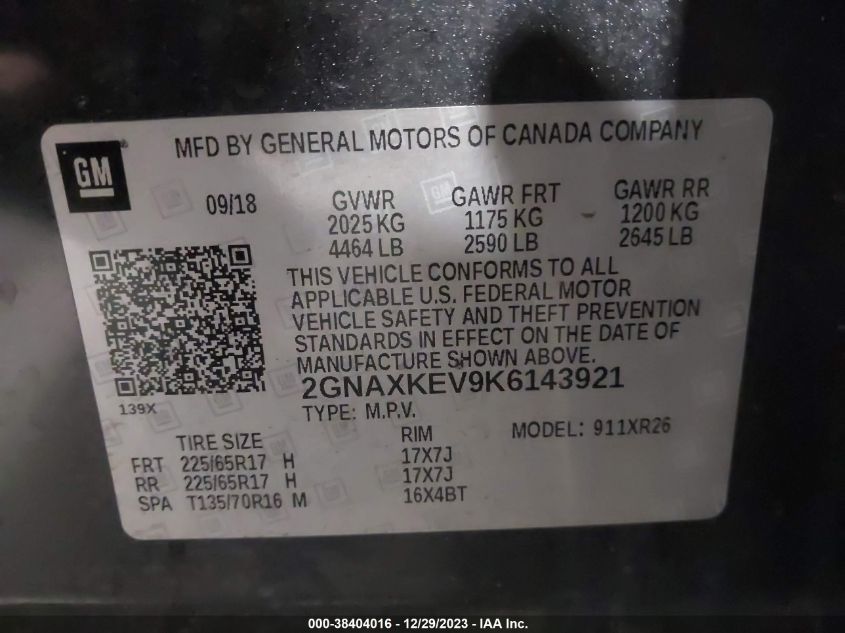 MFD BY GENERAL MOTORS OF CANADA COMPANY
GM
09/18
GVWR
2025 KG
4464 LB
GAWR FRT
1175 KG
2590 LB
GAWR RR
1200 KG
2645 LB
THIS VEHICLE CONFORMS TO ALL
APPLICABLE U.S. FEDERAL MOTOR
VEHICLE SAFETY AND THEFT PREVENTION
STANDARDS IN EFFECT ON THE DATE OF
MANUFACTURE SHOWN ABOVE.
2GNAXKEV9K6143921
139X
TYPE: M.P.V.
MODEL: 911XR26
TIRE SIZE RIM
FRT 225/65R17 H 17X7J
RR 225/65R17 H 17X7J
SPA T135/70R16 M 16X4BT
000-38404016 - 12/29/2023 - IAA Inc.